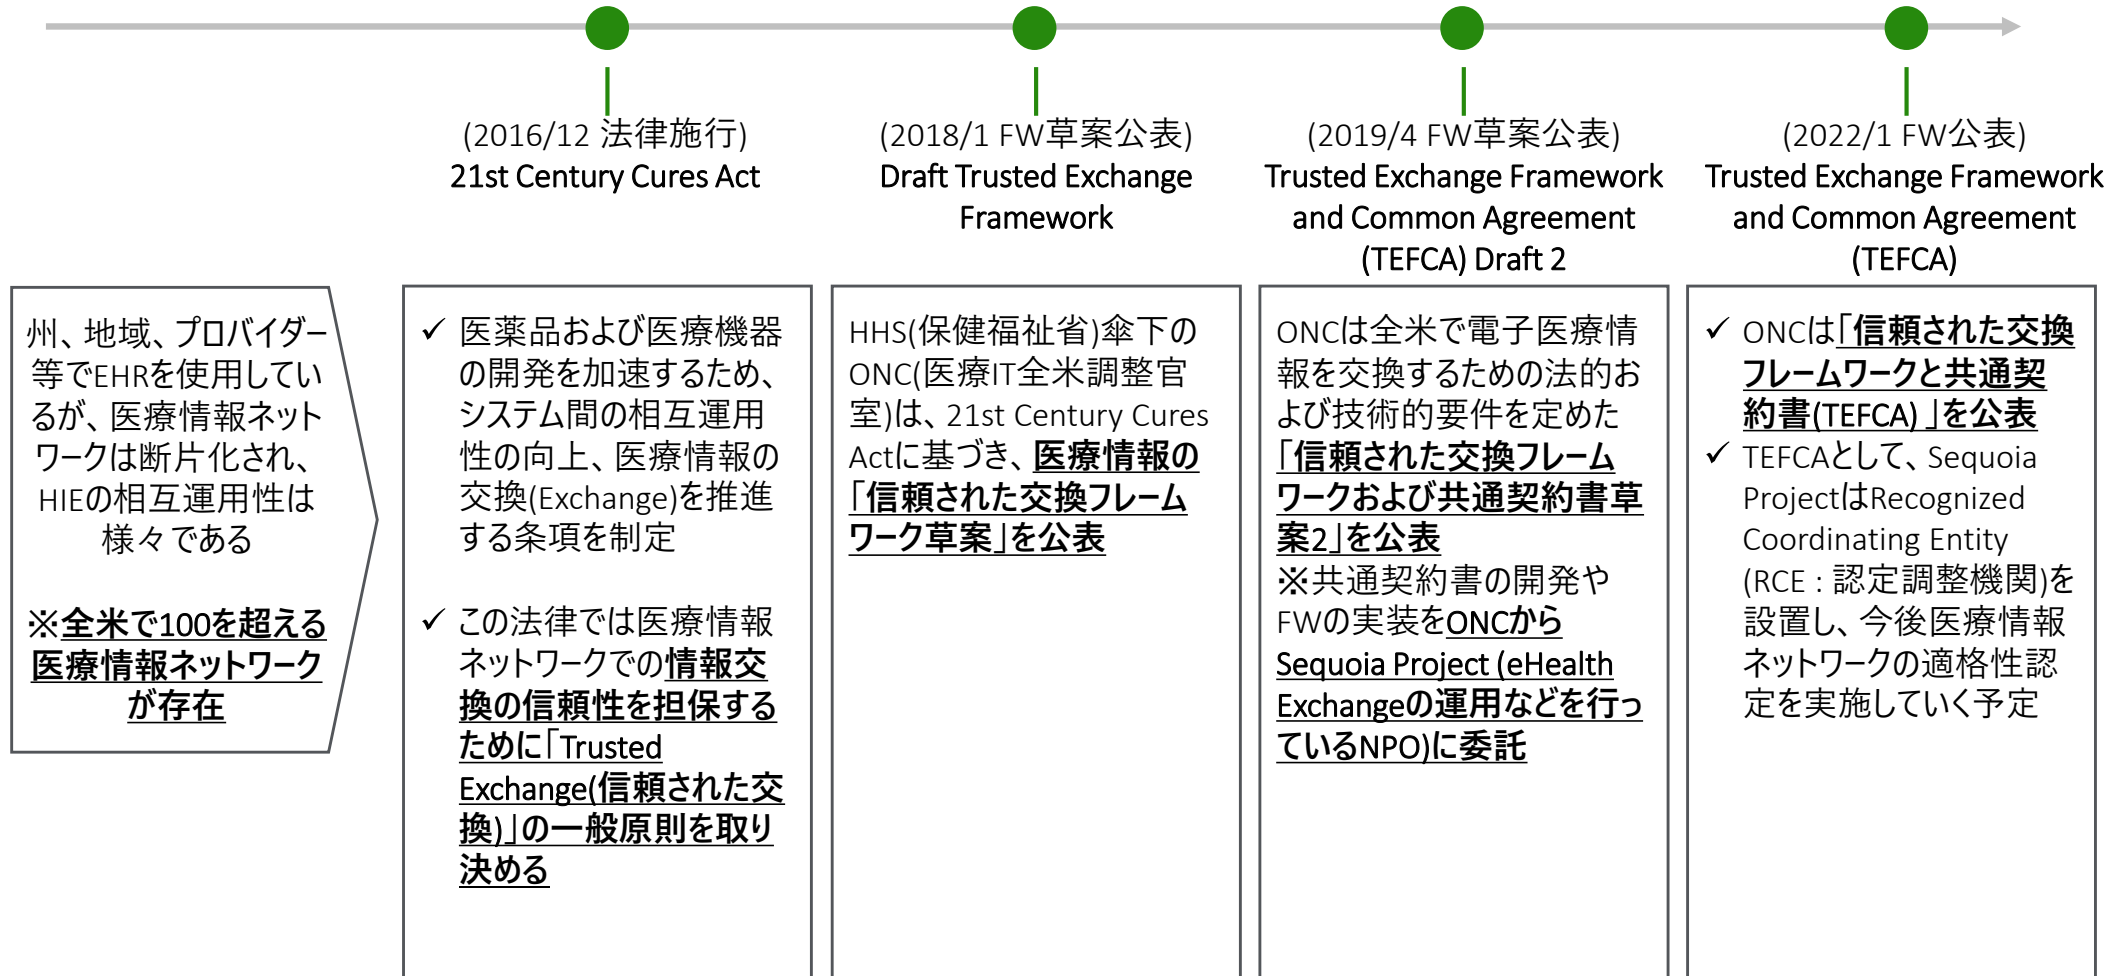 (2016/12 法律施行)
21st Century Cures Act
(2018/1 FW草案公表)
Draft Trusted Exchange
Framework
(2019/4 FW草案公表)
Trusted Exchange Framework
and Common Agreement
(TEFCA) Draft 2
(2022/1 FW公表)
Trusted Exchange Framework
and Common Agreement
(TEFCA)
州、地域、プロバイダー
等でEHRを使用してい
るが、医療情報ネット
ワークは断片化され、
HIEの相互運用性は
様々である
※全米で100を超える
医療情報ネットワーク
が存在
✓ 医薬品および医療機器
の開発を加速するため、
システム間の相互運用
性の向上、医療情報の
交換(Exchange)を推進
する条項を制定
✓ この法律では医療情報
ネットワークでの情報交
換の信頼性を担保する
ために「Trusted
Exchange(信頼された交
換)」の一般原則を取り
決める
HHS(保健福祉省)傘下の
ONC(医療IT全米調整官
室)は、21st Century Cures
Actに基づき、医療情報の
「信頼された交換フレーム
ワーク草案」を公表
ONCは全米で電子医療情
報を交換するための法的お
よび技術的要件を定めた
「信頼された交換フレーム
ワークおよび共通契約書草
案2」を公表
※共通契約書の開発や
FWの実装をONCから
Sequoia Project (eHealth
Exchangeの運用などを行っ
ているNPO)に委託
✓ ONCは「信頼された交換
フレームワークと共通契
約書(TEFCA) 」を公表
✓ TEFCAとして、Sequoia
ProjectはRecognized
Coordinating Entity
(RCE : 認定調整機関)を
設置し、今後医療情報
ネットワークの適格性認
定を実施していく予定